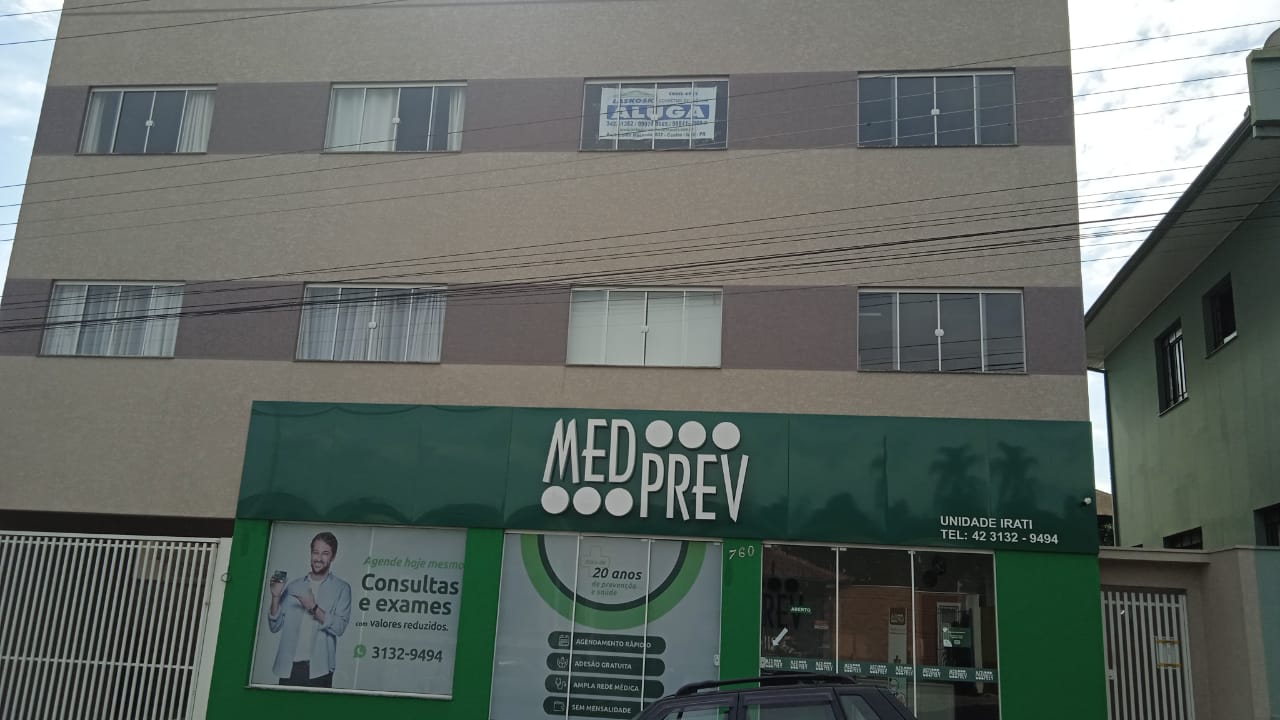 LASKOSKI
ALUGA
MED
PREV
UNIDADE IRATI
TEL: 42 3132 - 9494
760
Agende hoje mesmo
Consultas
e exames
com valores reduzidos.
3132-9494
20 anos
de prevenção
e saúde
AGENDAMENTO RÁPIDO
ADESÃO GRATUITA
AMPLA REDE MÉDICA
SEM MENSALIDADE
ABERTO